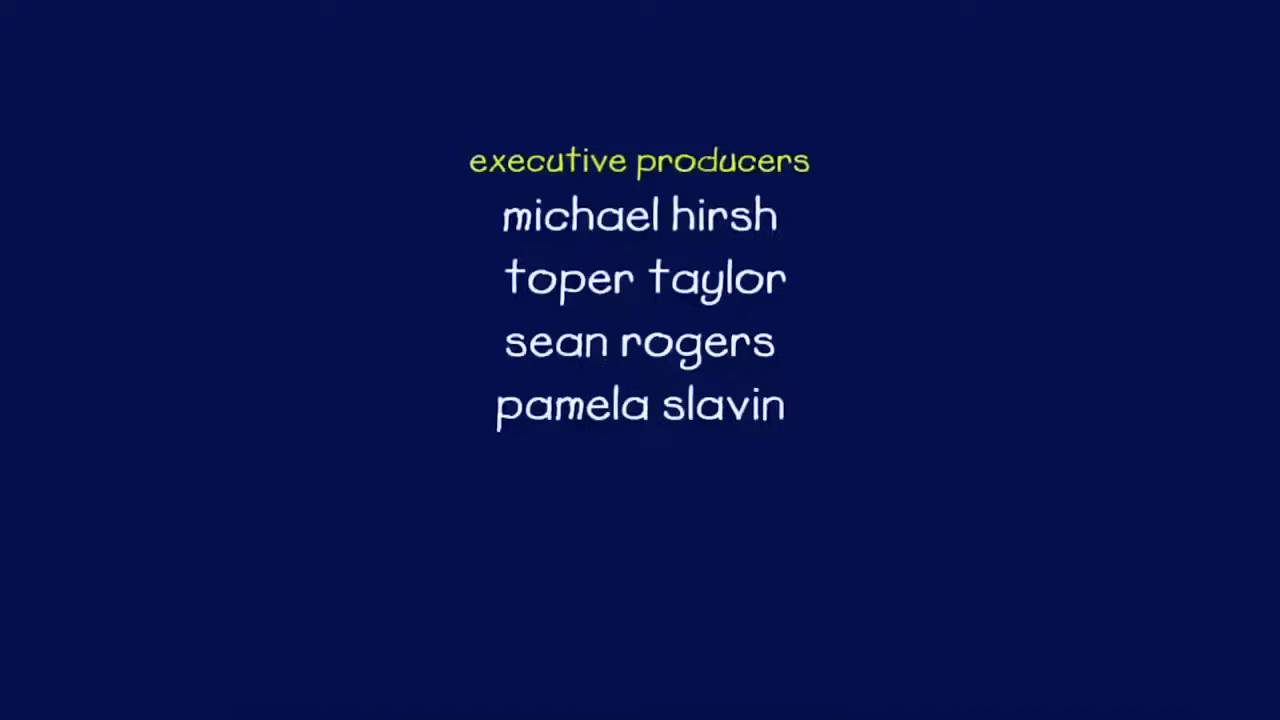 executive producers
michael hirsh
toper taylor
sean rogers
pamela slavin